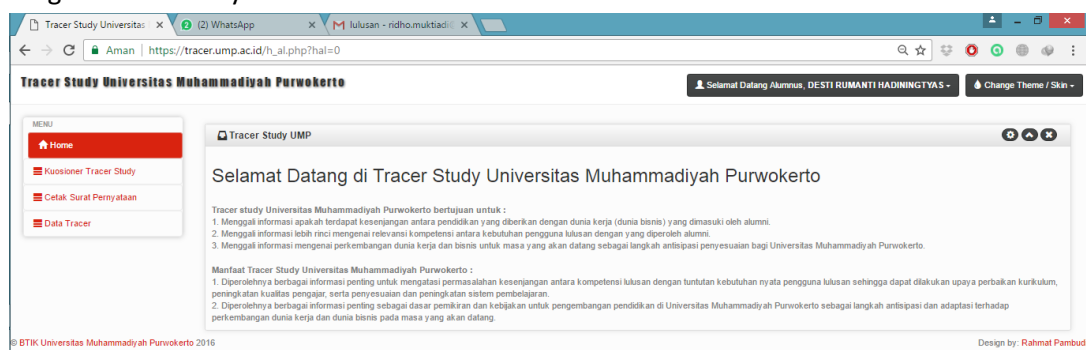 Tracer Study Universitas
(2) WhatsApp
lulusan - ridho.muktiadi
Aman | https://tracer.ump.ac.id/h_al.php?hal=0
Tracer Study Universitas Muhammadiyah Purwokerto
Selamat Datang Alumnus, DESTI RUMANTI HADININGTYAS
Change Theme / Skin
MENU
Home
Kuosioner Tracer Study
Cetak Surat Pernyataan
Data Tracer
Tracer Study UMP
Selamat Datang di Tracer Study Universitas Muhammadiyah Purwokerto
Tracer study Universitas Muhammadiyah Purwokerto bertujuan untuk :
1. Menggali informasi apakah terdapat kesenjangan antara pendidikan yang diberikan dengan dunia kerja (dunia bisnis) yang dimasuki oleh alumni.
2. Menggali informasi lebih rinci mengenai relevansi kompetensi antara kebutuhan pengguna lulusan dengan yang diperoleh alumni.
3. Menggali informasi mengenai perkembangan dunia kerja dan bisnis untuk masa yang akan datang sebagai langkah antisipasi penyesuaian bagi Universitas Muhammadiyah Purwokerto.
Manfaat Tracer Study Universitas Muhammadiyah Purwokerto :
1. Diperolehnya berbagai informasi penting untuk mengatasi permasalahan kesenjangan antara kompetensi lulusan dengan tuntutan kebutuhan nyata pengguna lulusan sehingga dapat dilakukan upaya perbaikan kurikulum,
peningkatan kualitas pengajar, serta penyesuaian dan peningkatan sistem pembelajaran.
2. Diperolehnya berbagai informasi penting sebagai dasar pemikiran dan kebijakan untuk pengembangan pendidikan di Universitas Muhammadiyah Purwokerto sebagai langkah antisipasi dan adaptasi terhadap
perkembangan dunia kerja dan dunia bisnis pada masa yang akan datang.
© BTIK Universitas Muhammadiyah Purwokerto 2016
Design by: Rahmat Pambud